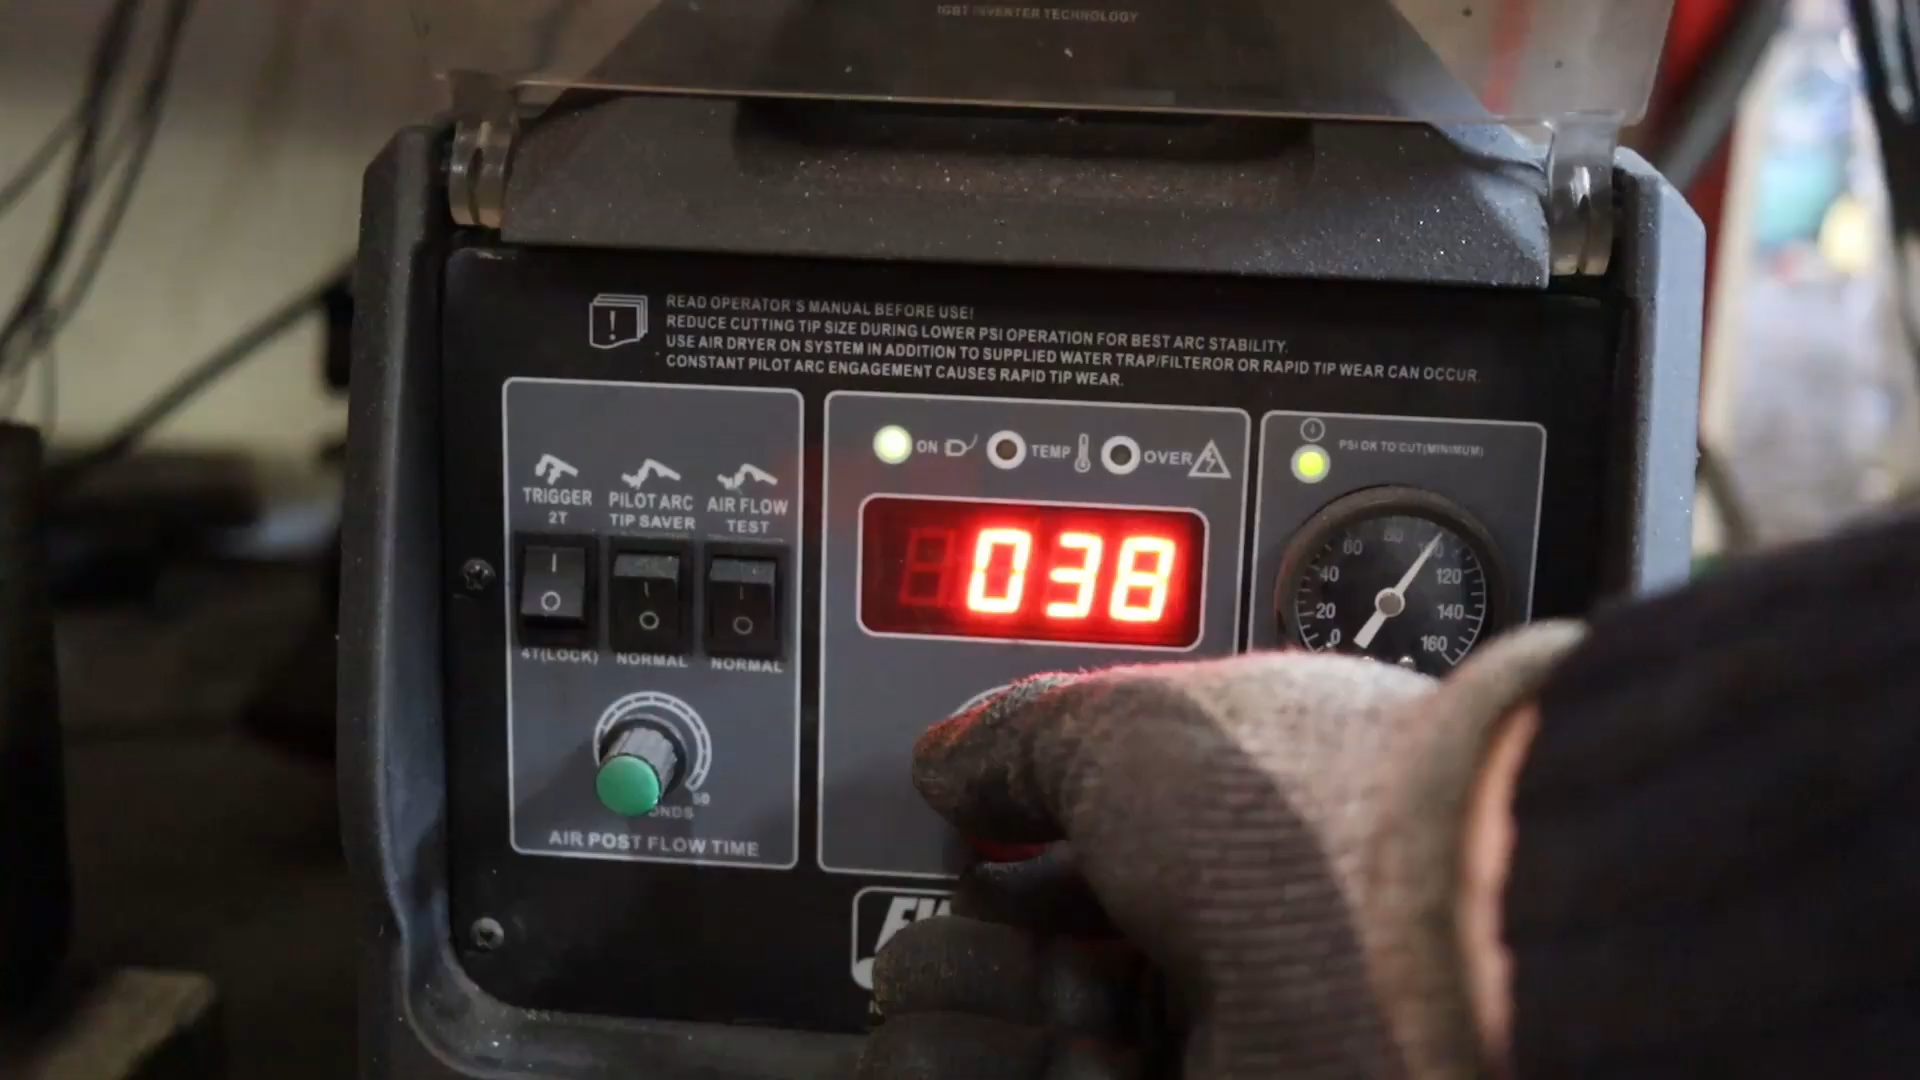 IGBT INVERTER TECHNOLOGY
READ OPERATOR'S MANUAL BEFORE USE!
REDUCE CUTTING TIP SIZE DURING LOWER PSI OPERATION FOR BEST ARC STABILITY.
USE AIR DRYER ON SYSTEM IN ADDITION TO SUPPLIED WATER TRAP/FILTEROR OR RAPID TIP WEAR CAN OCCUR.
CONSTANT PILOT ARC ENGAGEMENT CAUSES RAPID TIP WEAR.
TRIGGER
2T
PILOT ARC
TIP SAVER
AIR FLOW
TEST
4T(LOCK)
NORMAL
NORMAL
50
ONDS
AIR POST FLOW TIME
ON
TEMP
OVER
038
PSI OK TO CUT(MINIMUM)
0
20
40
60
80
100
120
140
160